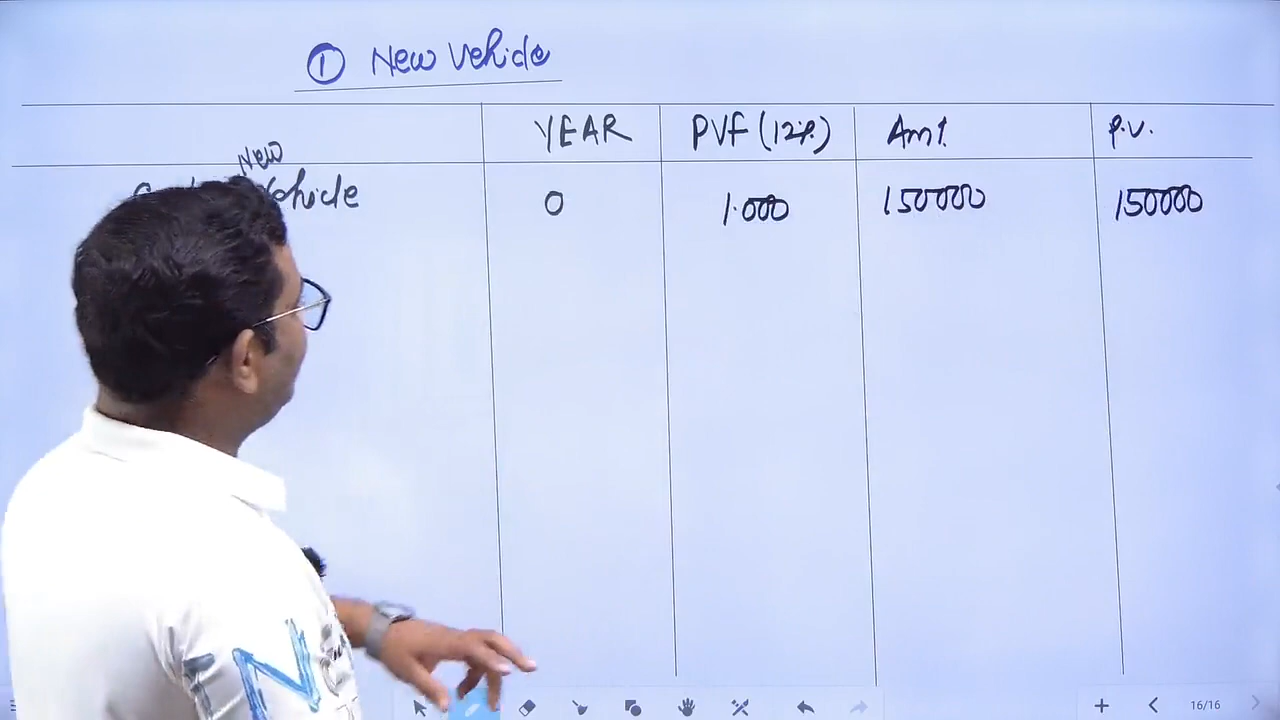 ① New Vehicle
YEAR PVF (12%) Amt. P.V.
New
Vehicle 0 1.000 150000 150000
16/16